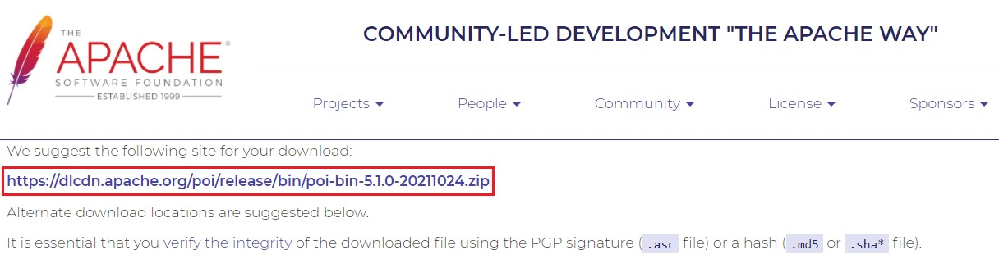 THE
APACHE®
SOFTWARE FOUNDATION
ESTABLISHED 1999
COMMUNITY-LED DEVELOPMENT "THE APACHE WAY"
Projects People Community License Sponsors
We suggest the following site for your download:
https://dlcdn.apache.org/poi/release/bin/poi-bin-5.1.0-20211024.zip
Alternate download locations are suggested below.
It is essential that you verify the integrity of the downloaded file using the PGP signature ( .asc file) or a hash ( .md5 or .sha* file).